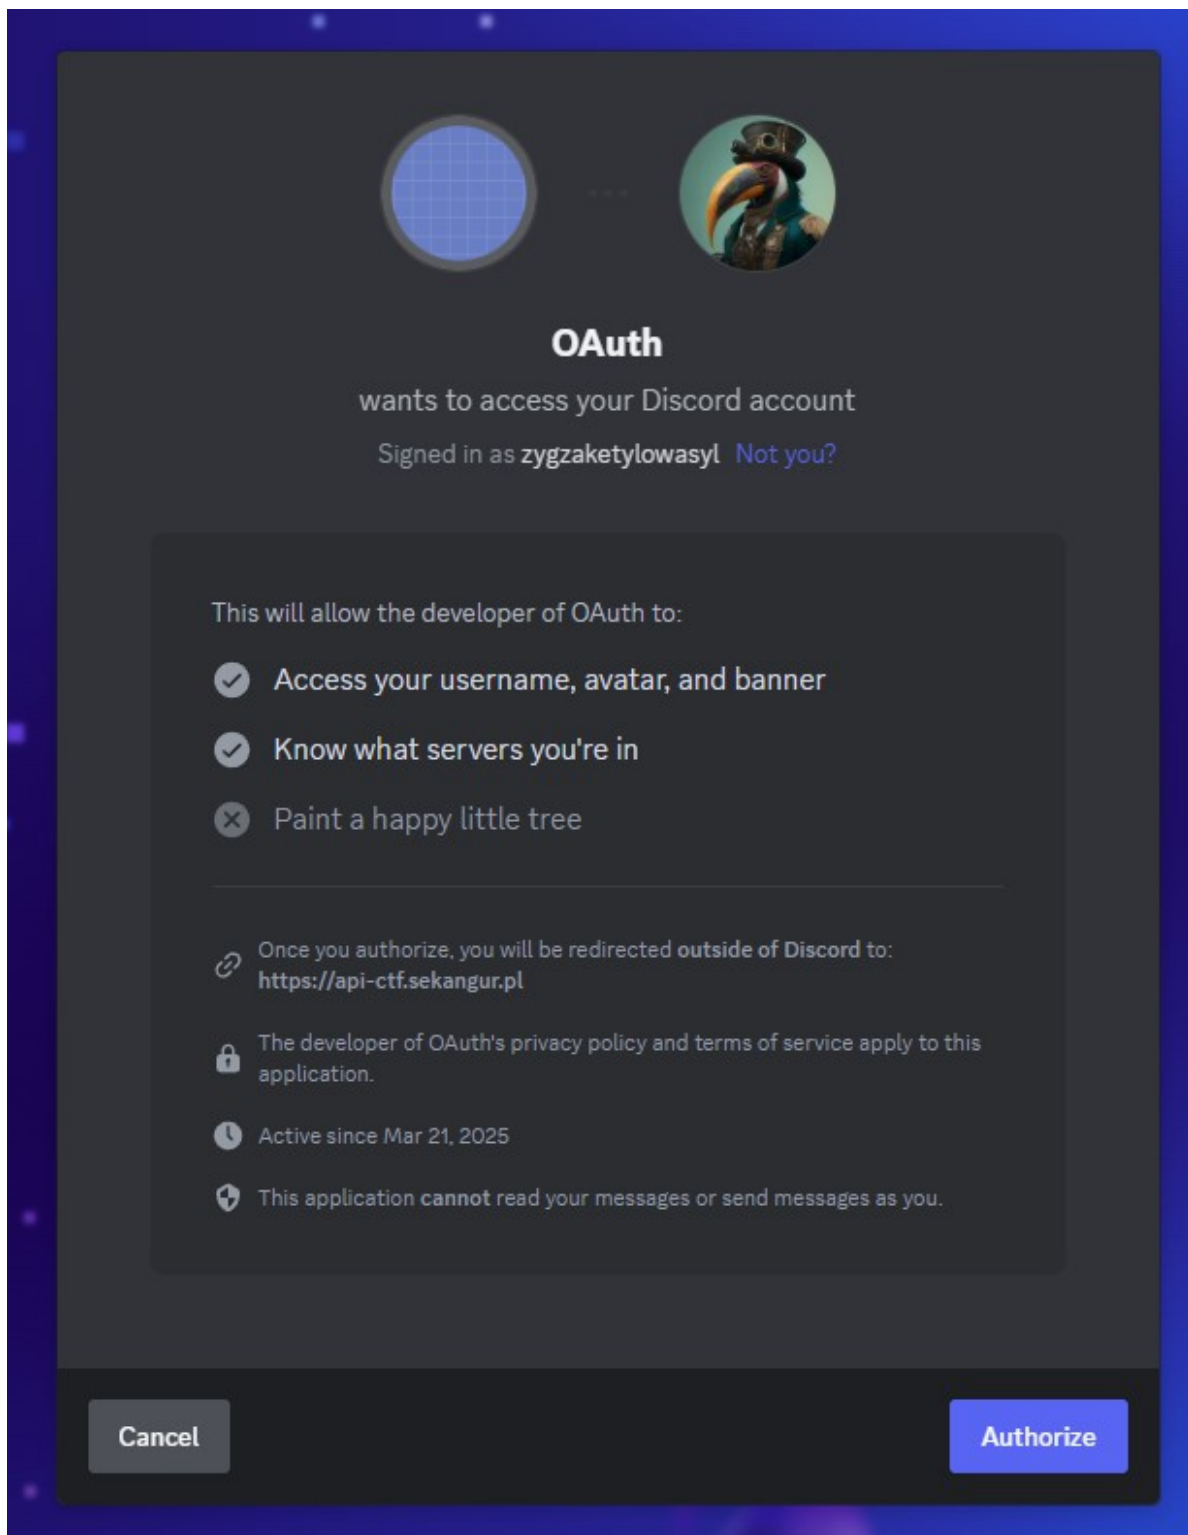 OAuth
wants to access your Discord account
Signed in as zygzaketylowasyl Not you?
This will allow the developer of OAuth to:
Access your username, avatar, and banner
Know what servers you're in
Paint a happy little tree
Once you authorize, you will be redirected outside of Discord to:
https://api-ctf.sekangur.pl
The developer of OAuth's privacy policy and terms of service apply to this
application.
Active since Mar 21, 2025
This application cannot read your messages or send messages as you.
Cancel
Authorize